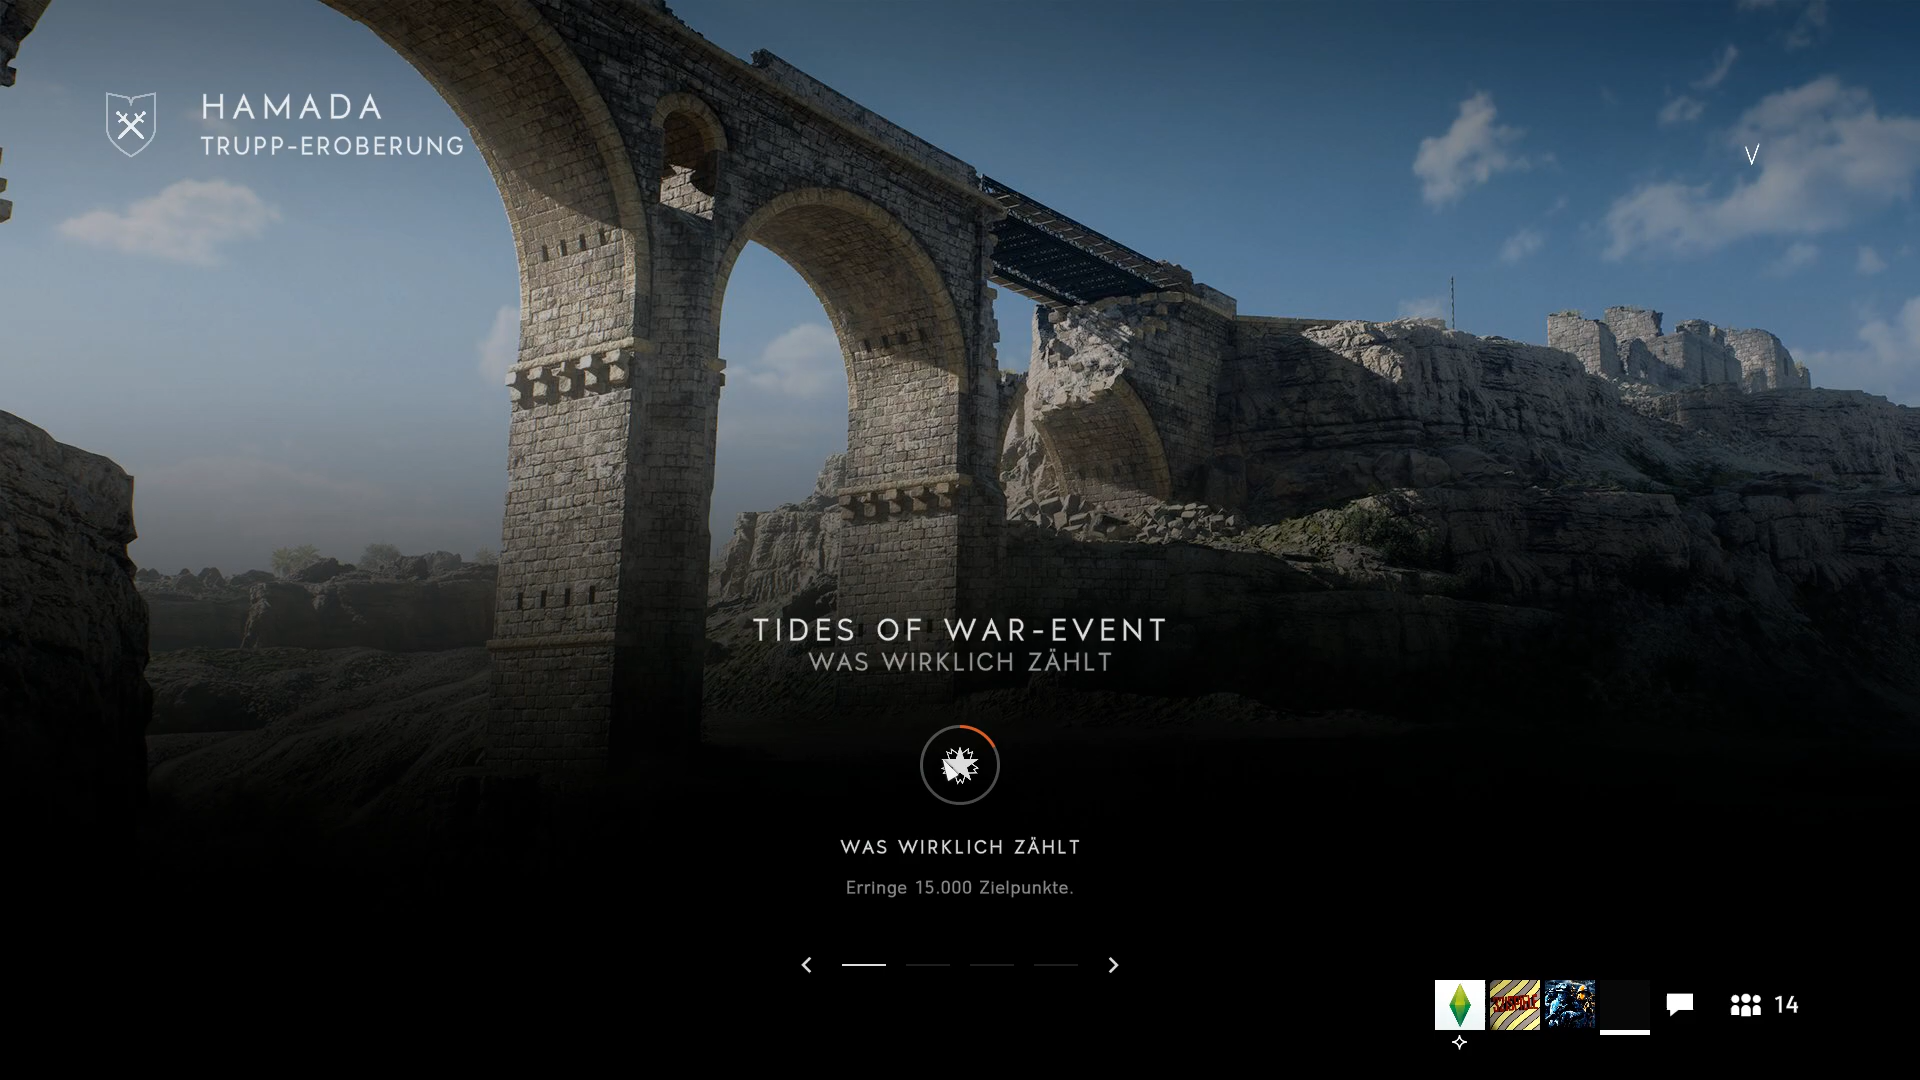 HAMADA
TRUPP-EROBERUNG
V
TIDES OF WAR-EVENT
WAS WIRKLICH ZÄHLT
WAS WIRKLICH ZÄHLT
Erringe 15.000 Zielpunkte.
14